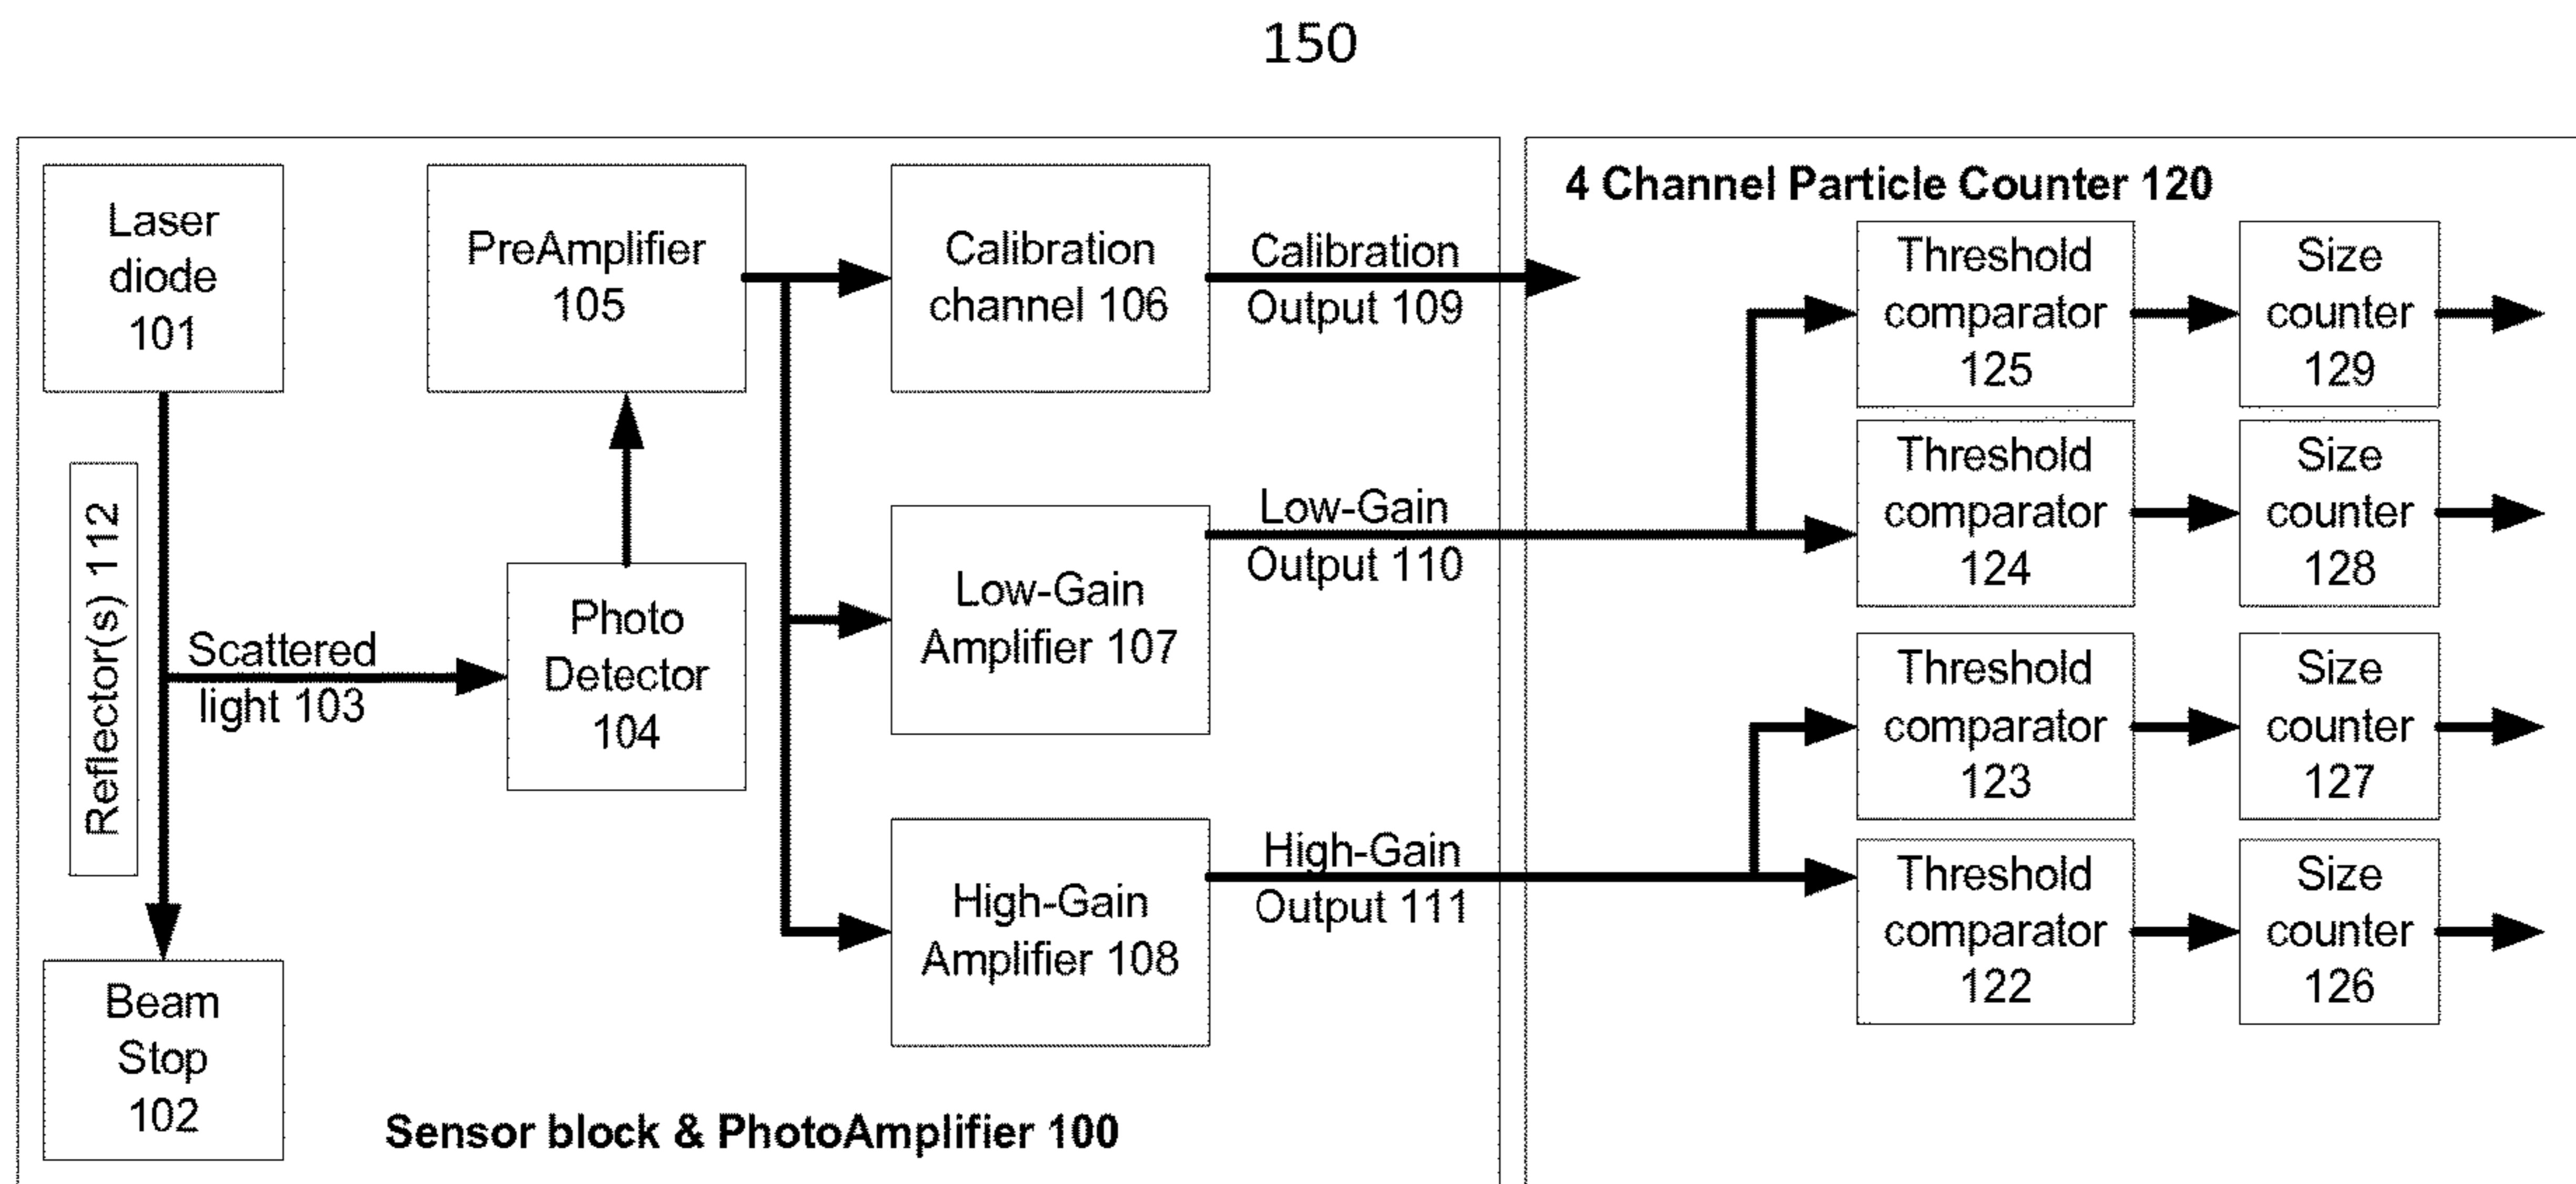 150
Laser
diode
101
Reflector(s) 112
Scattered
light 103
Beam
Stop
102
PreAmplifier
105
Photo
Detector
104
Calibration
channel 106
Low-Gain
Amplifier 107
High-Gain
Amplifier 108
Sensor block & PhotoAmplifier 100
Calibration
Output 109
Low-Gain
Output 110
High-Gain
Output 111
4 Channel Particle Counter 120
Threshold
comparator
125
Size
counter
129
Threshold
comparator
124
Size
counter
128
Threshold
comparator
123
Size
counter
127
Threshold
comparator
122
Size
counter
126